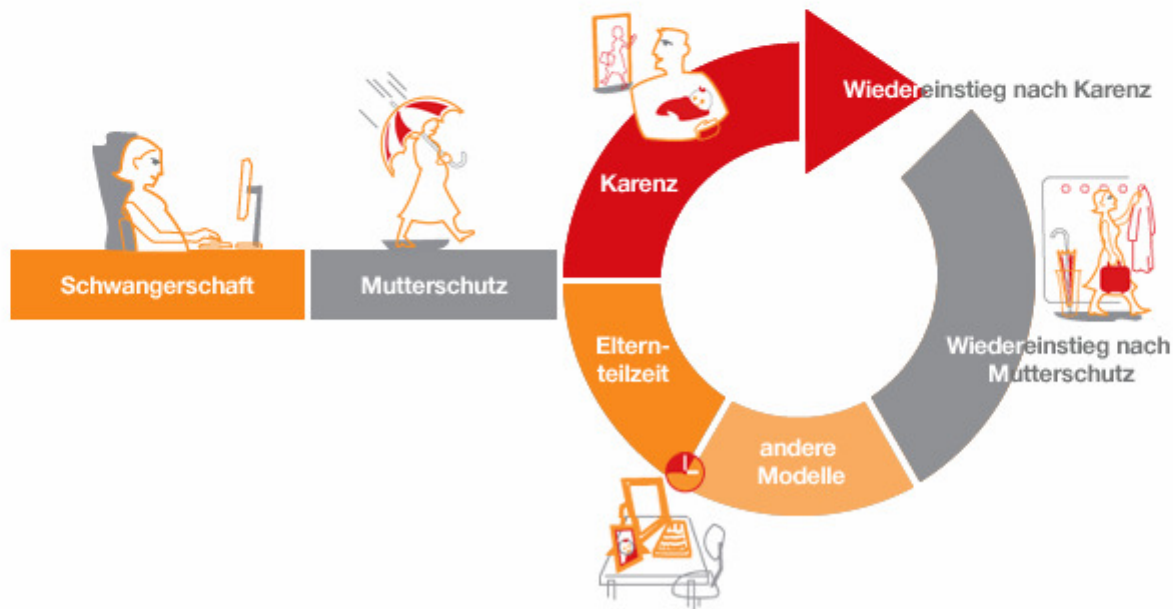 Wiedereinstieg nach Karenz
Karenz
Schwangerschaft
Mutterschutz
Eltern-
teilzeit
Wiedereinstieg nach
Mutterschutz
andere
Modelle